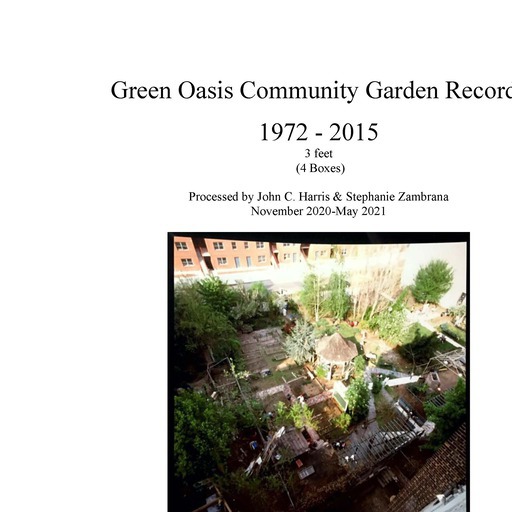 Green Oasis Community Garden Record
1972 - 2015
3 feet
(4 Boxes)
Processed by John C. Harris & Stephanie Zambrana
November 2020-May 2021